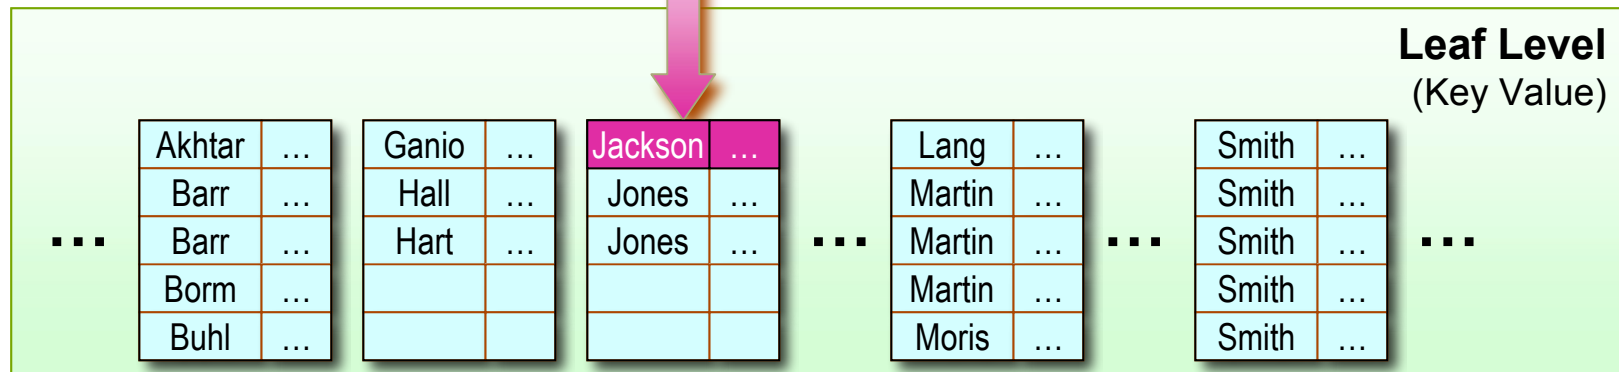 Leaf Level
(Key Value)
Akhtar … Ganio … Jackson … Lang … Smith …
Barr … Hall … Jones … Martin … Smith …
… Barr … Hart … Jones … … Martin … … Smith … …
Borm … Martin … Smith …
Buhl … Moris … Smith …